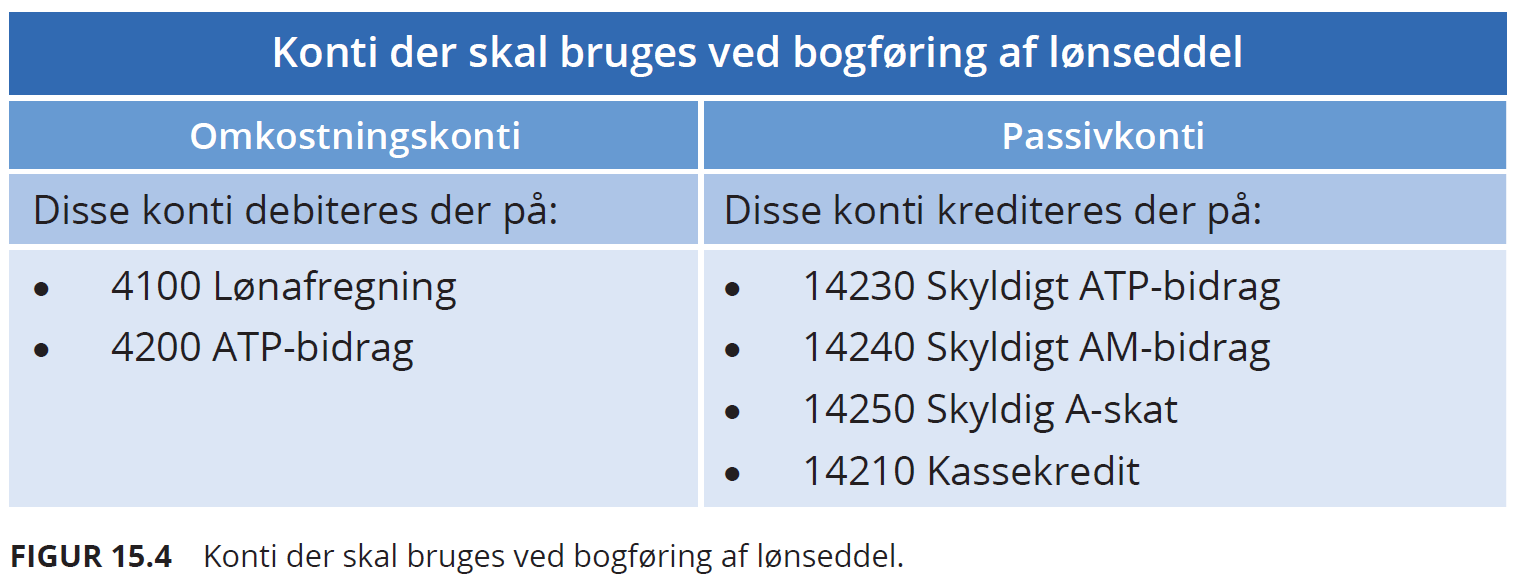 Konti der skal bruges ved bogføring af lønseddel
Omkostningskonti
Passivkonti
Disse konti debiteres der på:
Disse konti krediteres der på:
• 4100 Lønafregning
• 4200 ATP-bidrag
• 14230 Skyldigt ATP-bidrag
• 14240 Skyldigt AM-bidrag
• 14250 Skyldig A-skat
• 14210 Kassekredit
FIGUR 15.4 Konti der skal bruges ved bogføring af lønseddel.